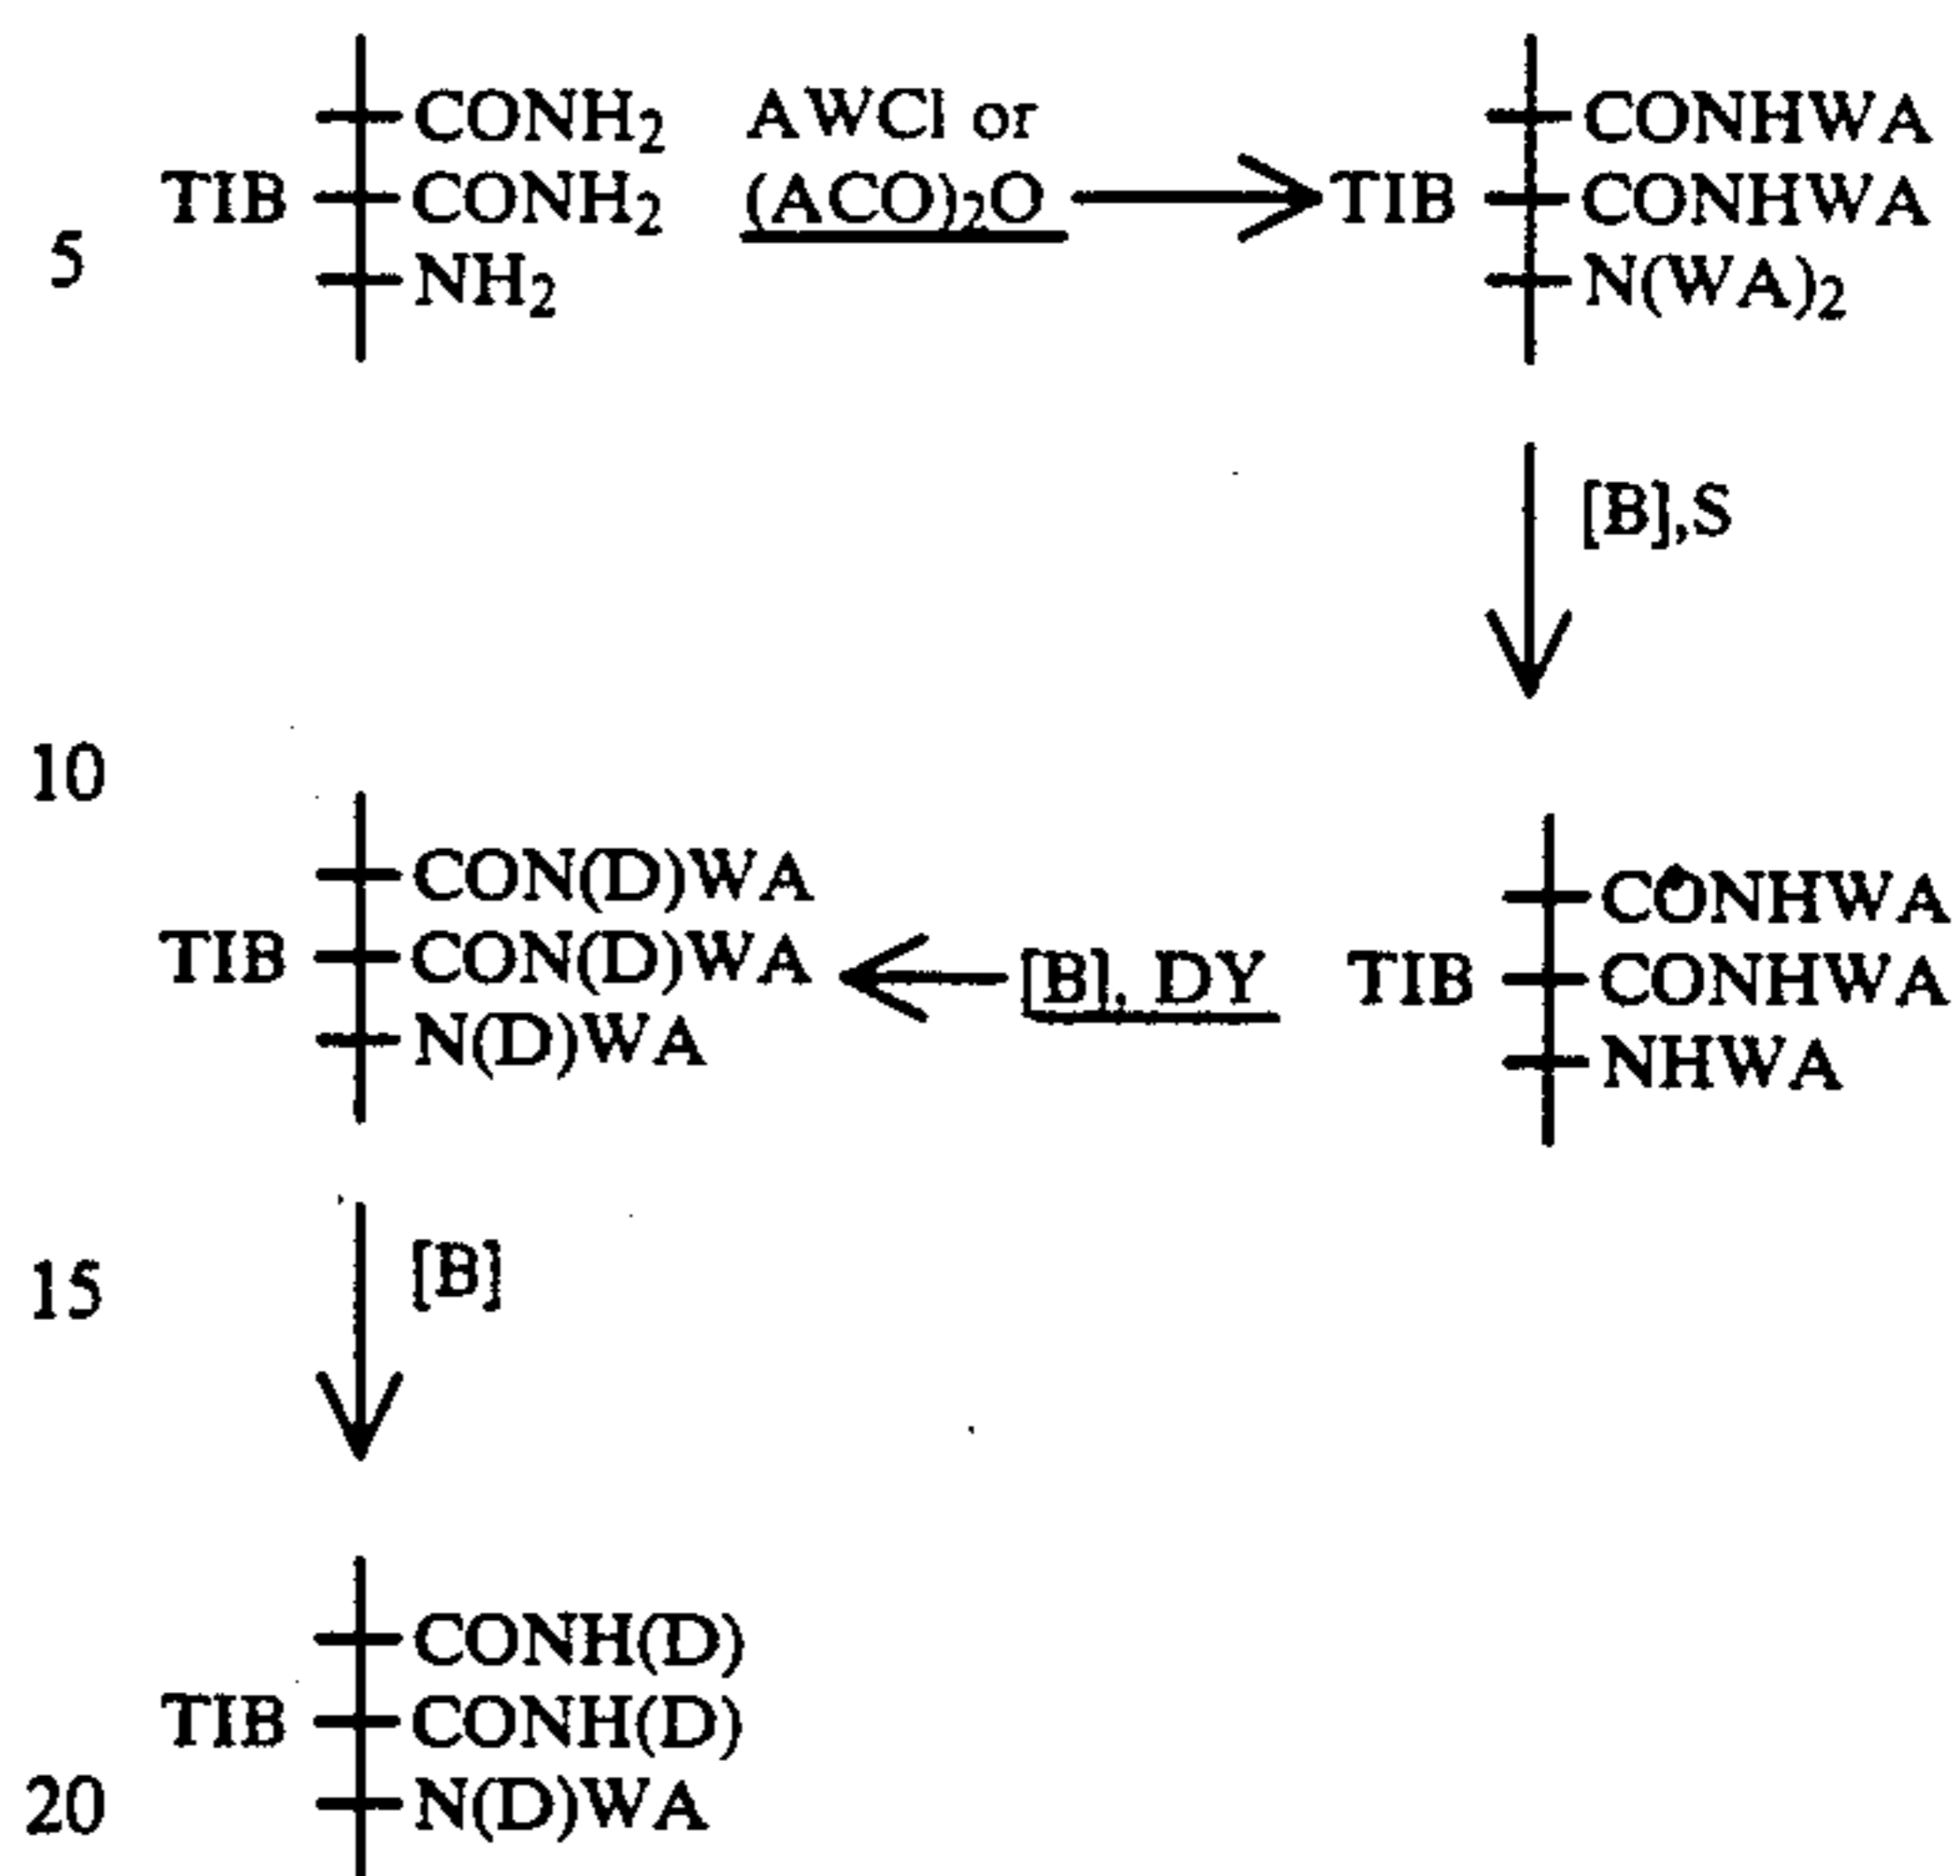 CONH2 AWCl or CONHWA
TIB CONH2 (ACO)2O TIB CONHWA
5 NH2 N(WA)2
[B],S
10
CON(D)WA CONHWA
TIB CON(D)WA [B], DY TIB CONHWA
N(D)WA NHWA
15 [B]
CONH(D)
TIB CONH(D)
20 N(D)WA